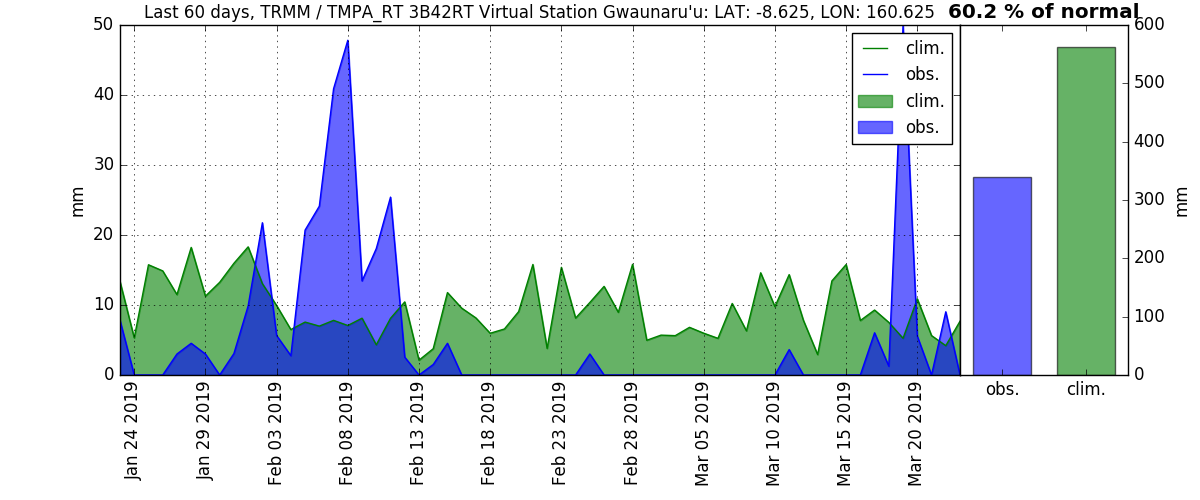 Last 60 days, TRMM / TMPA_RT 3B42RT Virtual Station Gwaunaru'u: LAT: -8.625, LON: 160.625 60.2 % of normal
50
40
30
20
10
0
mm
clim.
obs.
clim.
obs.
600
500
400
300
200
100
0
mm
obs.
clim.
Jan 24 2019
Jan 29 2019
Feb 03 2019
Feb 08 2019
Feb 13 2019
Feb 18 2019
Feb 23 2019
Feb 28 2019
Mar 05 2019
Mar 10 2019
Mar 15 2019
Mar 20 2019